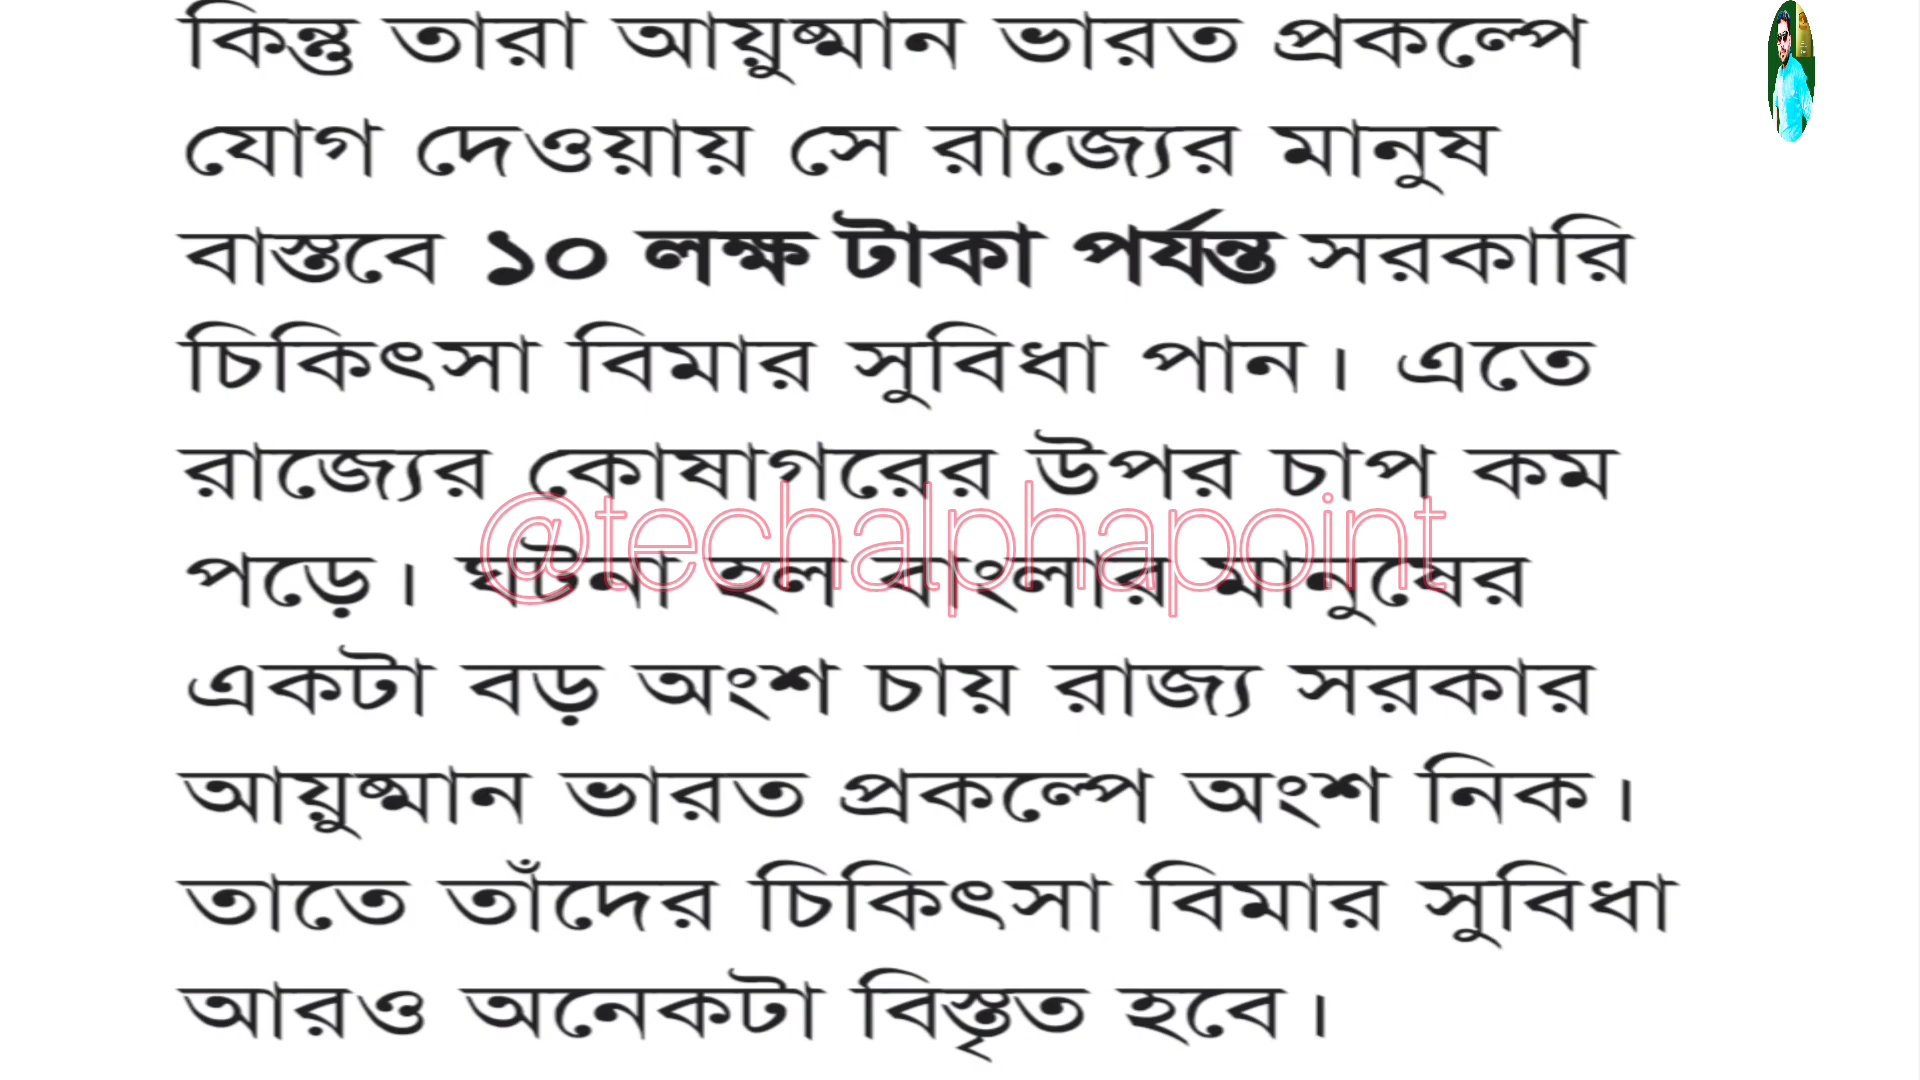 কিন্তু তারা আয়ুষ্মান ভারত প্রকল্পে
যোগ দেওয়ায় সে রাজ্যের মানুষ
বাস্তবে ১০ লক্ষ টাকা পর্যন্ত সরকারি
চিকিৎসা বিমার সুবিধা পান। এতে
রাজ্যের কোষাগরের উপর চাপ কম
@techalphapoint
পড়ে। ঘটনা হল বাংলার মানুষের
একটা বড় অংশ চায় রাজ্য সরকার
আয়ুষ্মান ভারত প্রকল্পে অংশ নিক।
তাতে তাঁদের চিকিৎসা বিমার সুবিধা
আরও অনেকটা বিস্তৃত হবে।